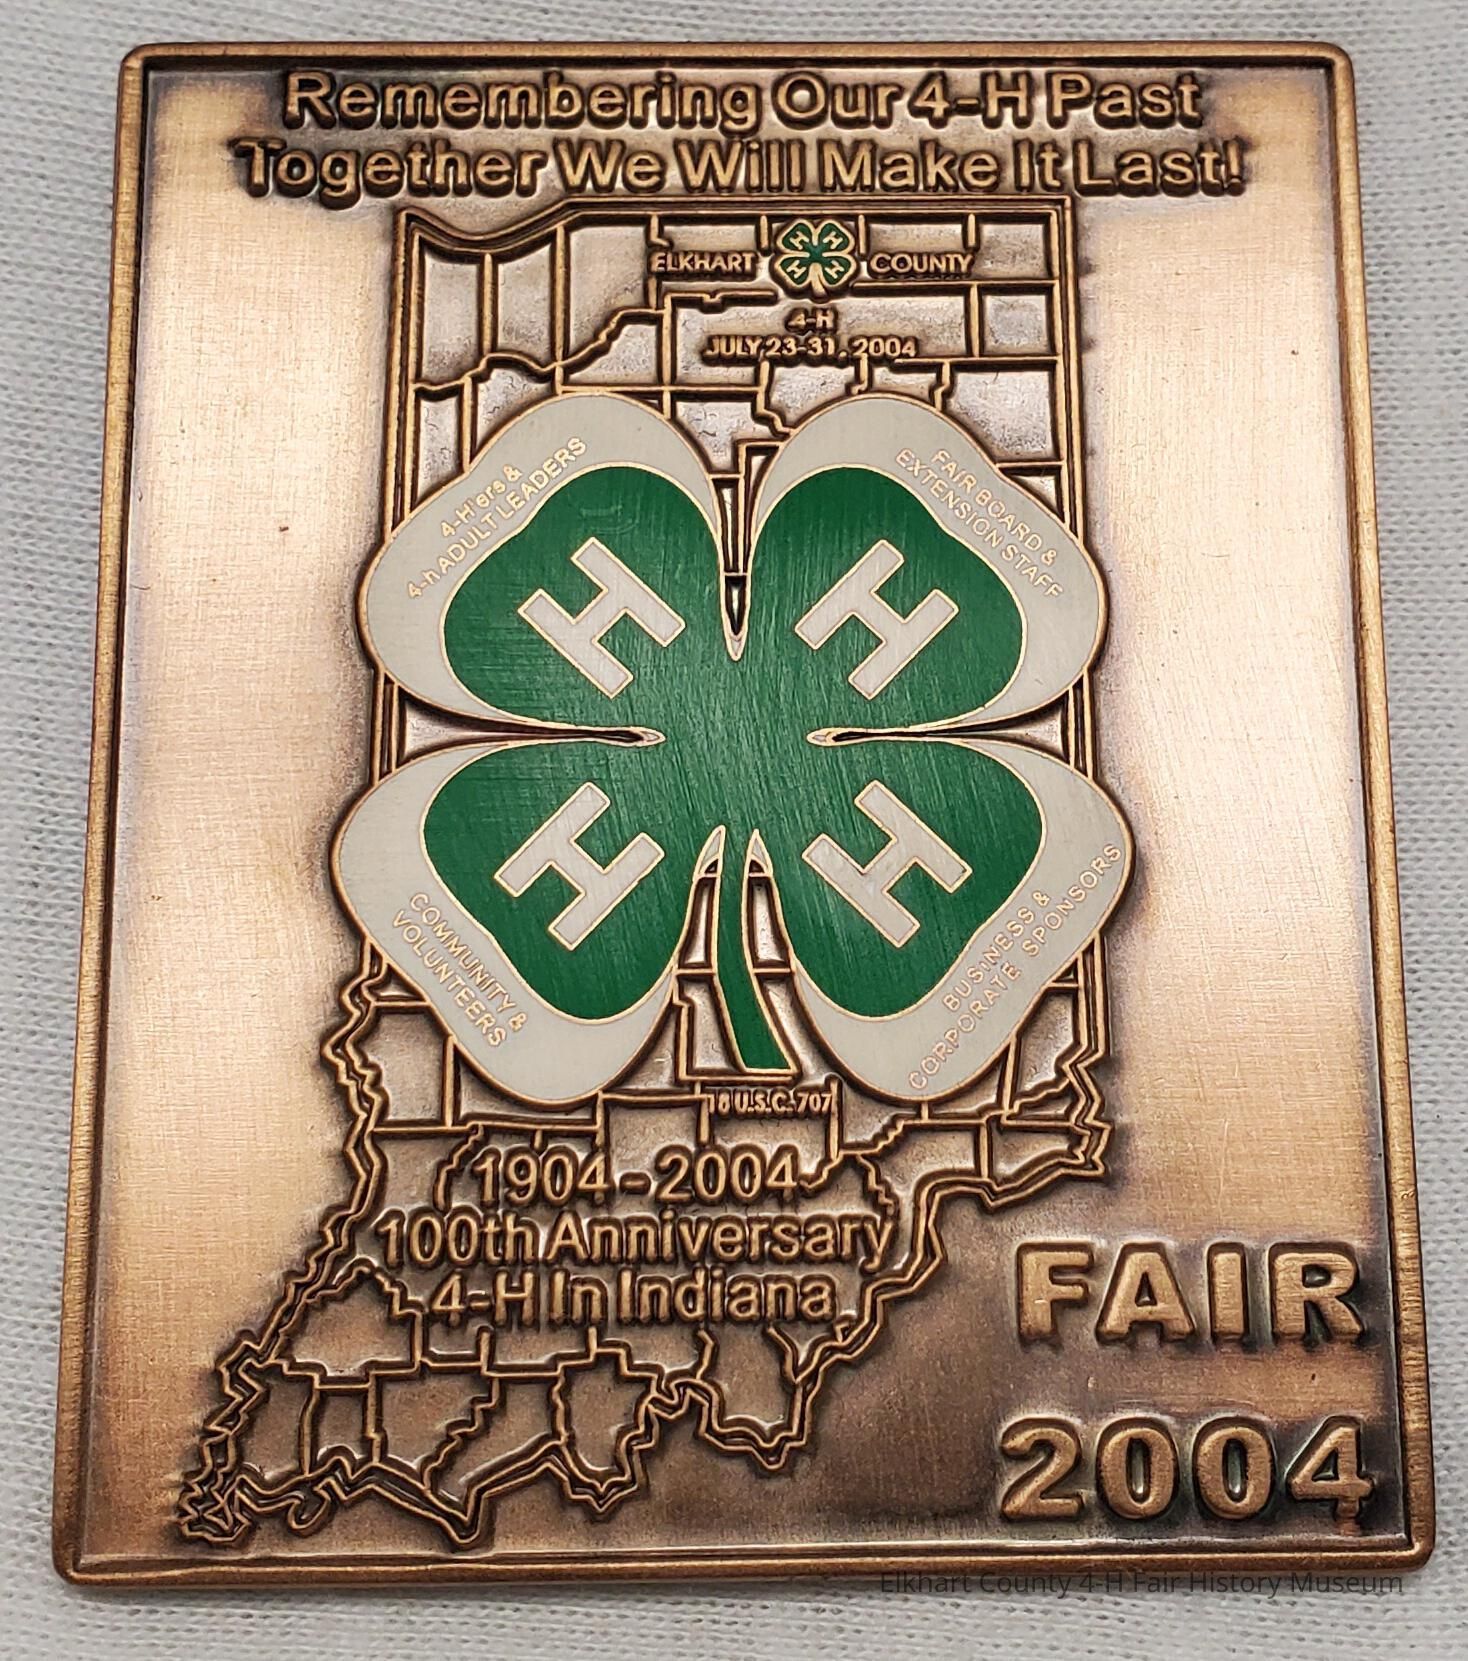 Remembering Our 4-H Past
Together We Will Make It Last!
ELKHART COUNTY
H H
H H
4-H
JULY 23-31, 2004
4-H'ers &
4-h ADULT LEADERS
FAIR BOARD &
EXTENSION STAFF
H H
H H
COMMUNITY &
VOLUNTEERS
BUSiNESS &
CORPORATE SPONSORS
18 U.S.C. 707
1904-2004
100th Anniversary
4-H In Indiana
FAIR
2004
Elkhart County 4-H Fair History Museum